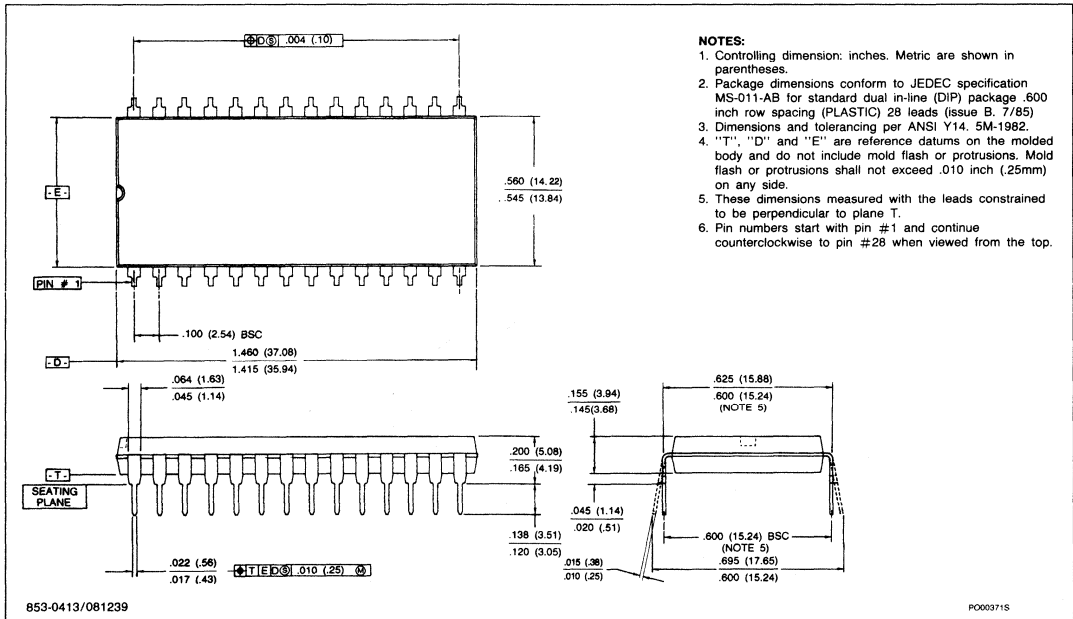 ⌖ D Ⓢ .004 (.10)
NOTES:
1. Controlling dimension: inches. Metric are shown in
parentheses.
2. Package dimensions conform to JEDEC specification
MS-011-AB for standard dual in-line (DIP) package .600
inch row spacing (PLASTIC) 28 leads (issue B. 7/85)
3. Dimensions and tolerancing per ANSI Y14. 5M-1982.
4. "T", "D" and "E" are reference datums on the molded
body and do not include mold flash or protrusions. Mold
flash or protrusions shall not exceed .010 inch (.25mm)
on any side.
5. These dimensions measured with the leads constrained
to be perpendicular to plane T.
6. Pin numbers start with pin #1 and continue
counterclockwise to pin #28 when viewed from the top.
- E -
.560 (14.22)
.545 (13.84)
PIN # 1
.100 (2.54) BSC
- D -
1.460 (37.08)
1.415 (35.94)
.064 (1.63)
.045 (1.14)
.155 (3.94)
.145(3.68)
.625 (15.88)
.600 (15.24)
(NOTE 5)
.200 (5.08)
.165 (4.19)
- T -
SEATING
PLANE
.045 (1.14)
.020 (.51)
.138 (3.51)
.120 (3.05)
.600 (15.24) BSC
(NOTE 5)
.695 (17.65)
.600 (15.24)
.015 (.38)
.010 (.25)
.022 (.56)
.017 (.43)
⌖ T E D Ⓢ .010 (.25) Ⓜ
853-0413/081239
PO00371S